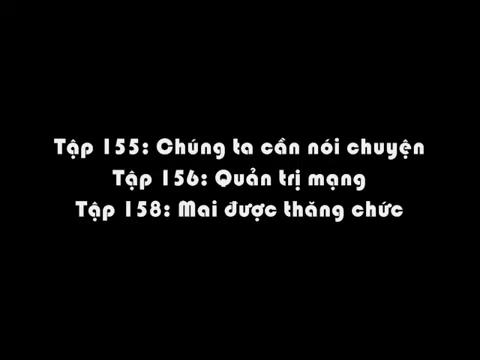 Tập 155: Chúng ta cần nói chuyện
Tập 156: Quản trị mạng
Tập 158: Mai được thăng chức